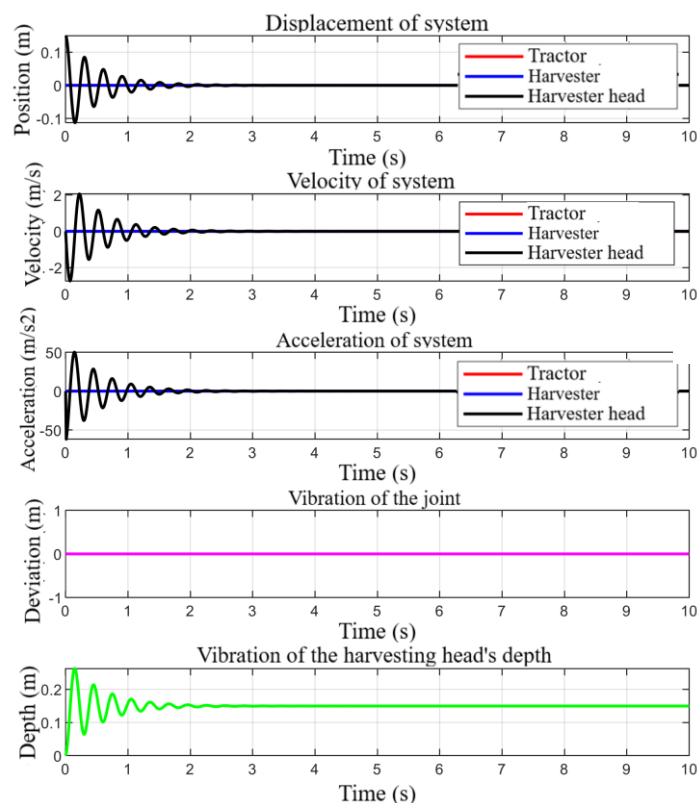 Displacement of system
Position (m)
0.1
0
-0.1
Tractor
Harvester
Harvester head
0 1 2 3 4 5 6 7 8 9 10
Time (s)
Velocity of system
Velocity (m/s)
2
0
-2
Tractor
Harvester
Harvester head
0 1 2 3 4 5 6 7 8 9 10
Time (s)
Acceleration of system
Acceleration (m/s2)
50
0
-50
Tractor
Harvester
Harvester head
0 1 2 3 4 5 6 7 8 9 10
Time (s)
Vibration of the joint
Deviation (m)
1
0
-1
0 1 2 3 4 5 6 7 8 9 10
Time (s)
Vibration of the harvesting head's depth
Depth (m)
0.2
0.1
0
0 1 2 3 4 5 6 7 8 9 10
Time (s)